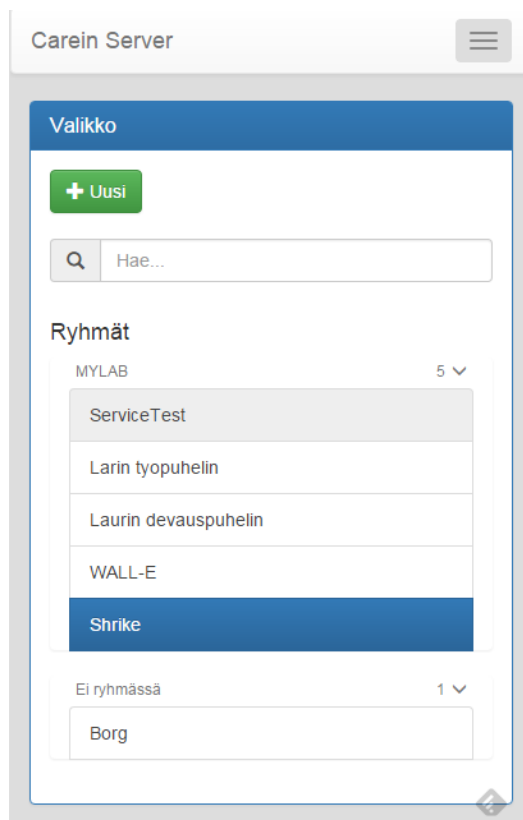 Carein Server
Valikko
Uusi
Hae...
Ryhmät
MYLAB 5
ServiceTest
Larin tyopuhelin
Laurin devauspuhelin
WALL-E
Shrike
Ei ryhmässä 1
Borg